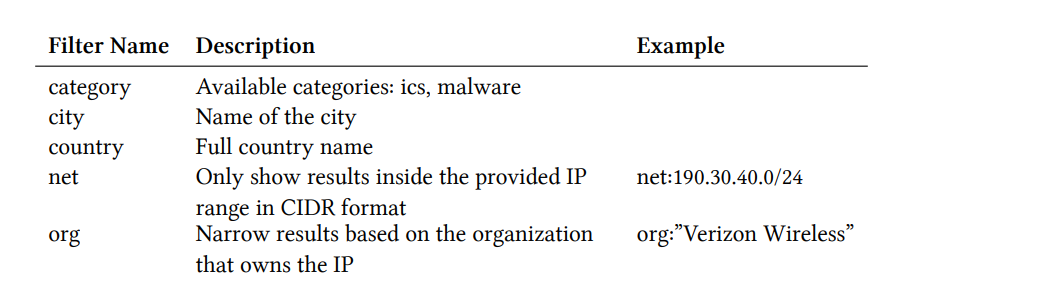 Filter Name Description Example
category Available categories: ics, malware
city Name of the city
country Full country name
net Only show results inside the provided IP net:190.30.40.0/24
range in CIDR format
org Narrow results based on the organization org:”Verizon Wireless”
that owns the IP